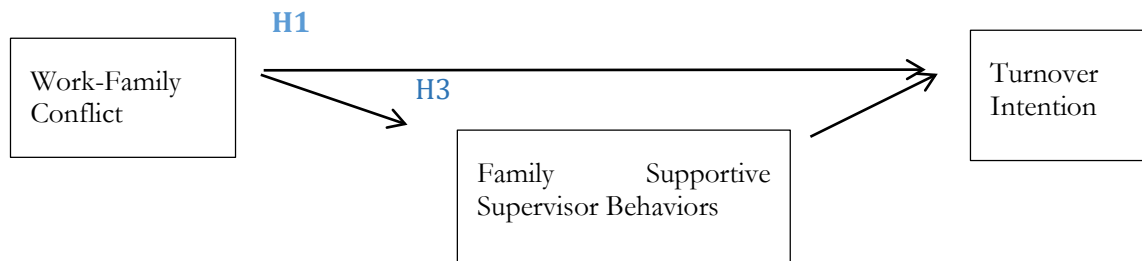 H1
Work-Family
Conflict
H3
Turnover
Intention
Family Supportive
Supervisor Behaviors